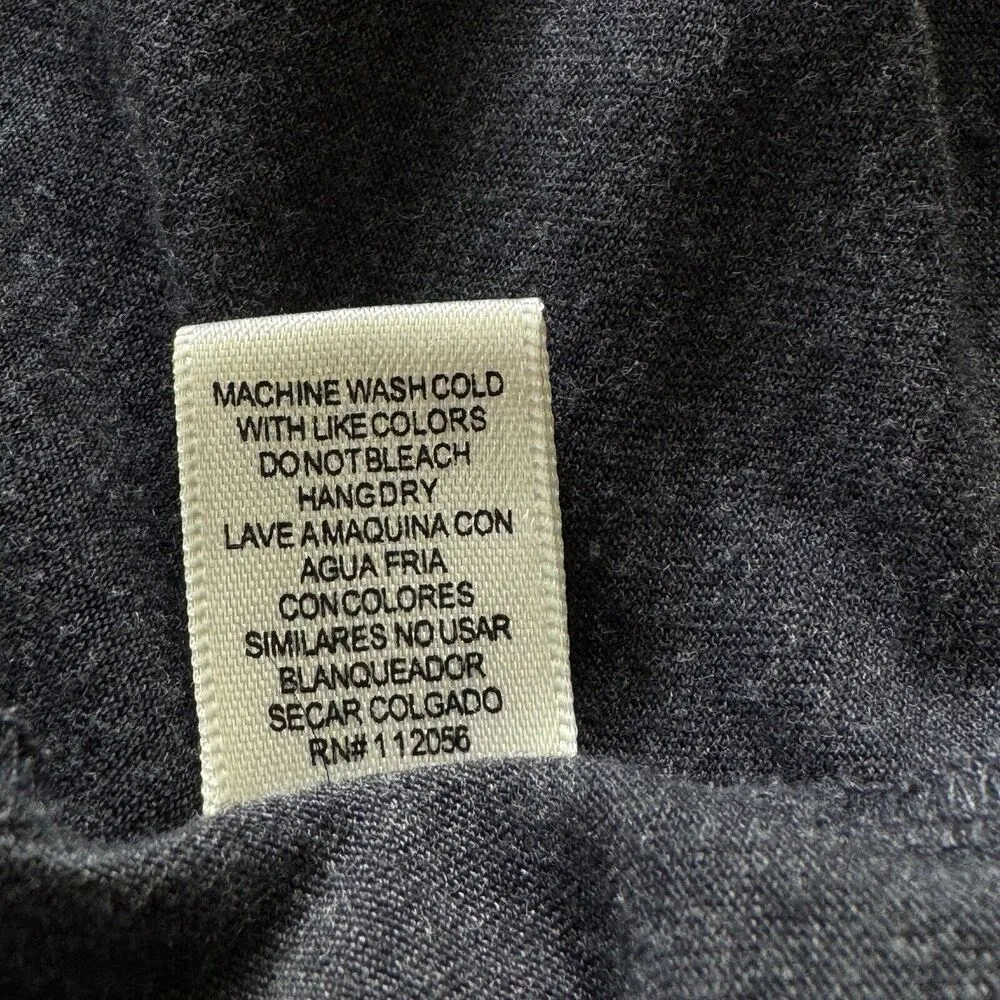 MACHINE WASH COLD
WITH LIKE COLORS
DO NOT BLEACH
HANG DRY
LAVE A MAQUINA CON
AGUA FRIA
CON COLORES
SIMILARES NO USAR
BLANQUEADOR
SECAR COLGADO
RN# 112056